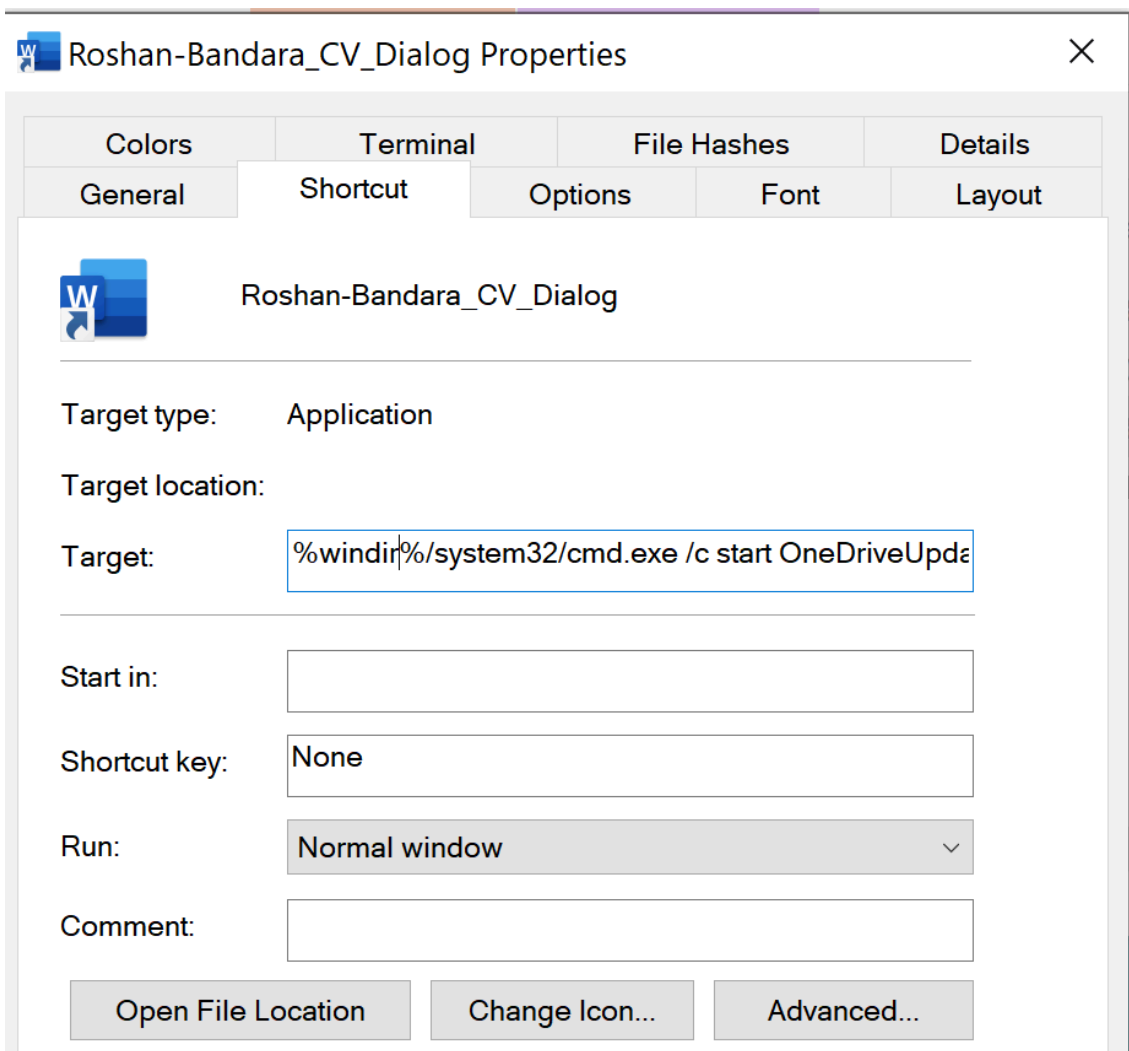 Roshan-Bandara_CV_Dialog Properties
Colors Terminal File Hashes Details
General Shortcut Options Font Layout
W
Roshan-Bandara_CV_Dialog
Target type: Application
Target location:
Target: %windir%/system32/cmd.exe /c start OneDriveUpda
Start in:
Shortcut key: None
Run: Normal window
Comment:
Open File Location Change Icon... Advanced...